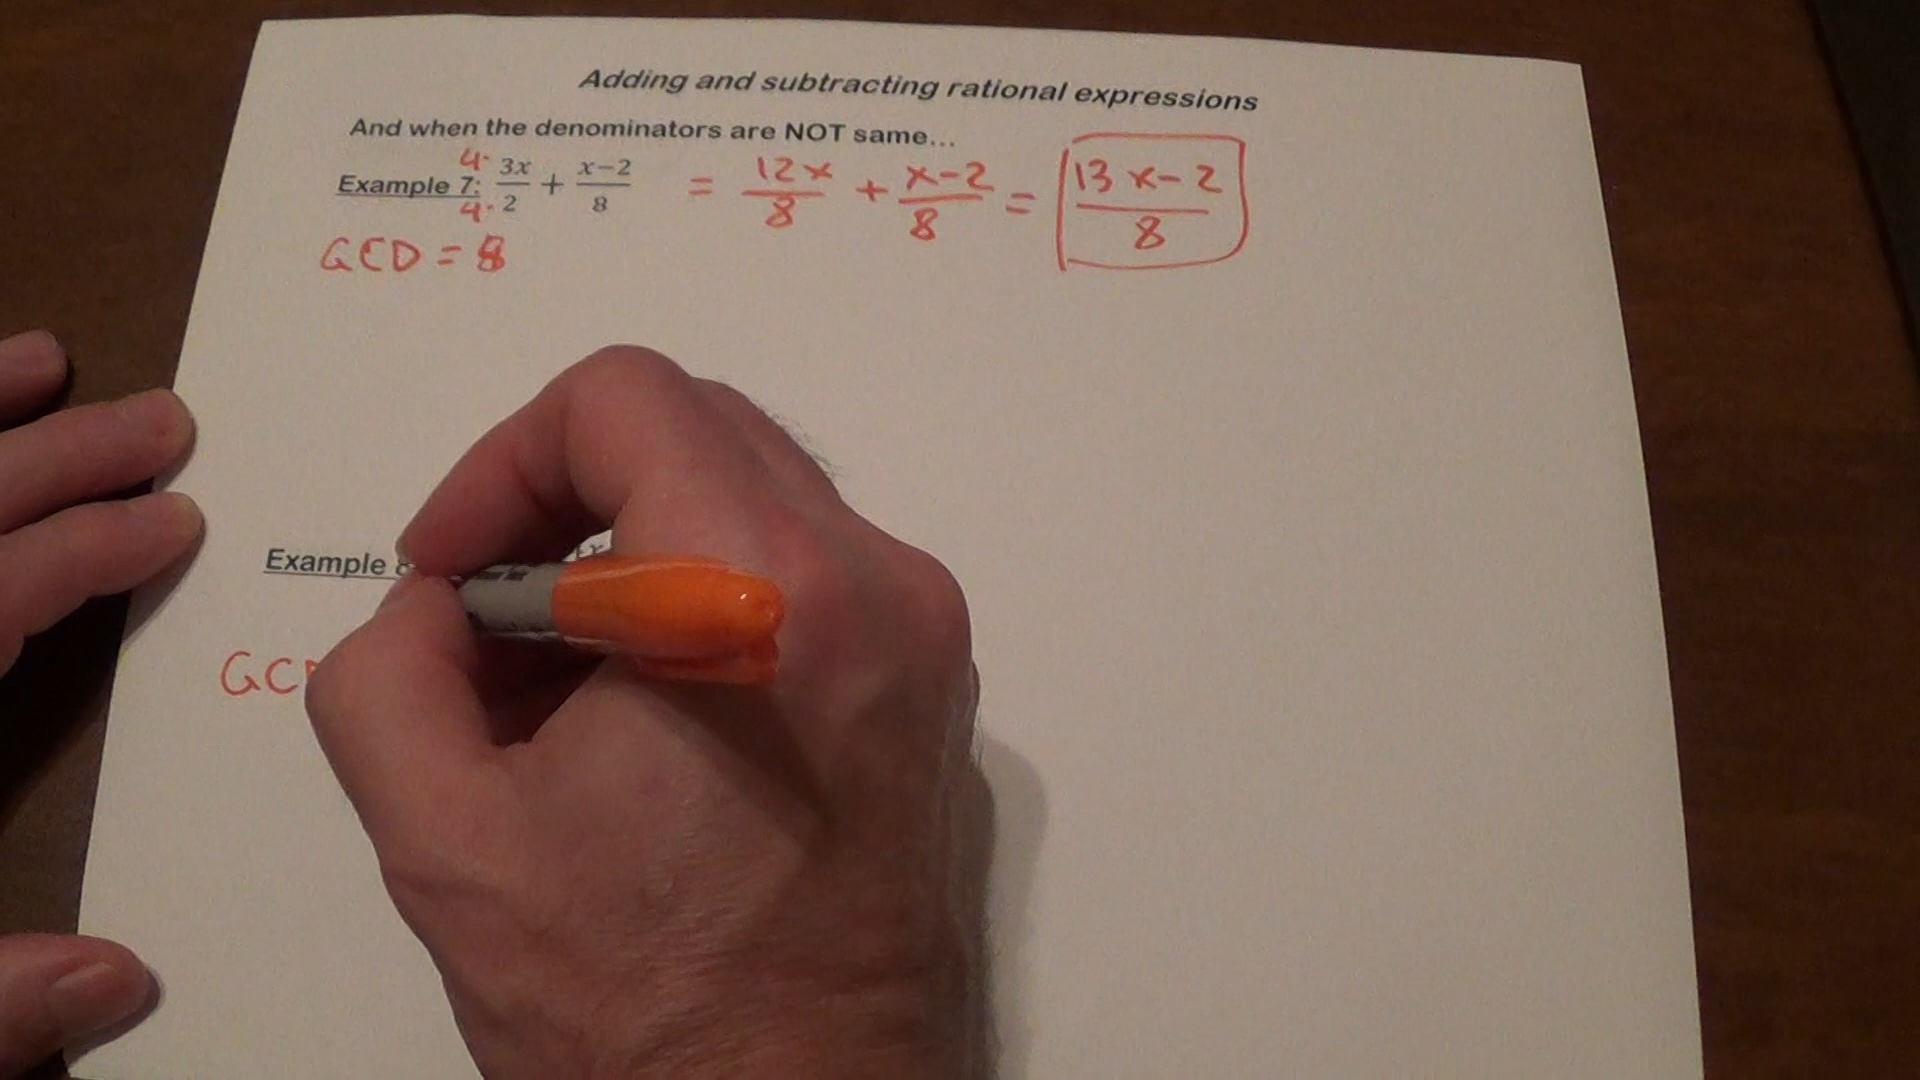 Adding and subtracting rational expressions
And when the denominators are NOT same...
Example 7: 4· 3x / 4· 2 + x−2 / 8 = 12x / 8 + x−2 / 8 = 13x−2 / 8
GCD = 8
Example
GC